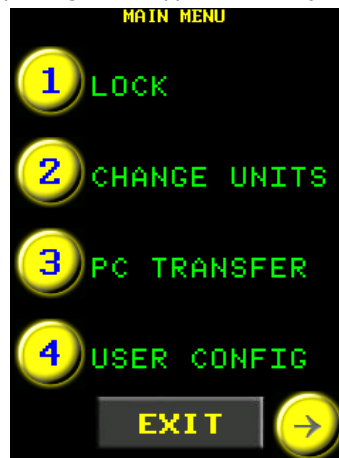 MAIN MENU
1 LOCK
2 CHANGE UNITS
3 PC TRANSFER
4 USER CONFIG
EXIT →